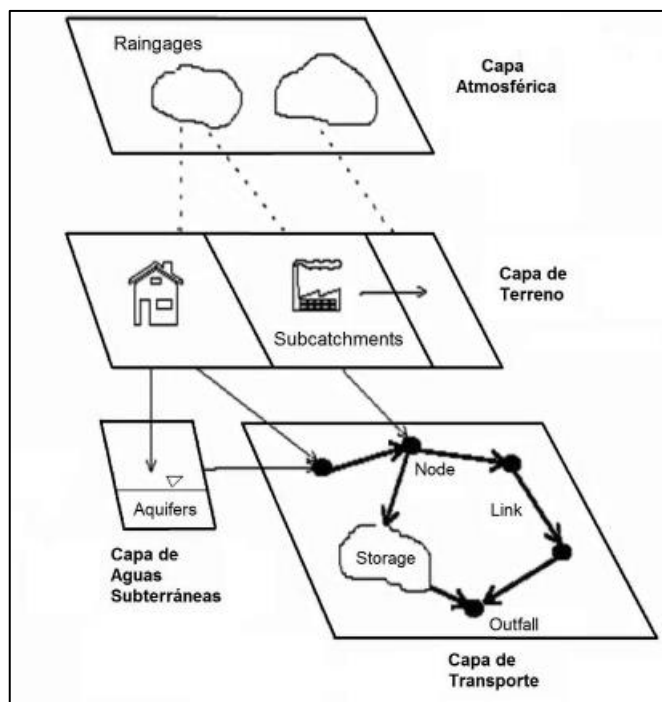 Raingages
Capa
Atmosférica
Capa de
Terreno
Subcatchments
Node
Link
Aquifers
Storage
Capa de
Aguas
Subterráneas
Outfall
Capa de
Transporte